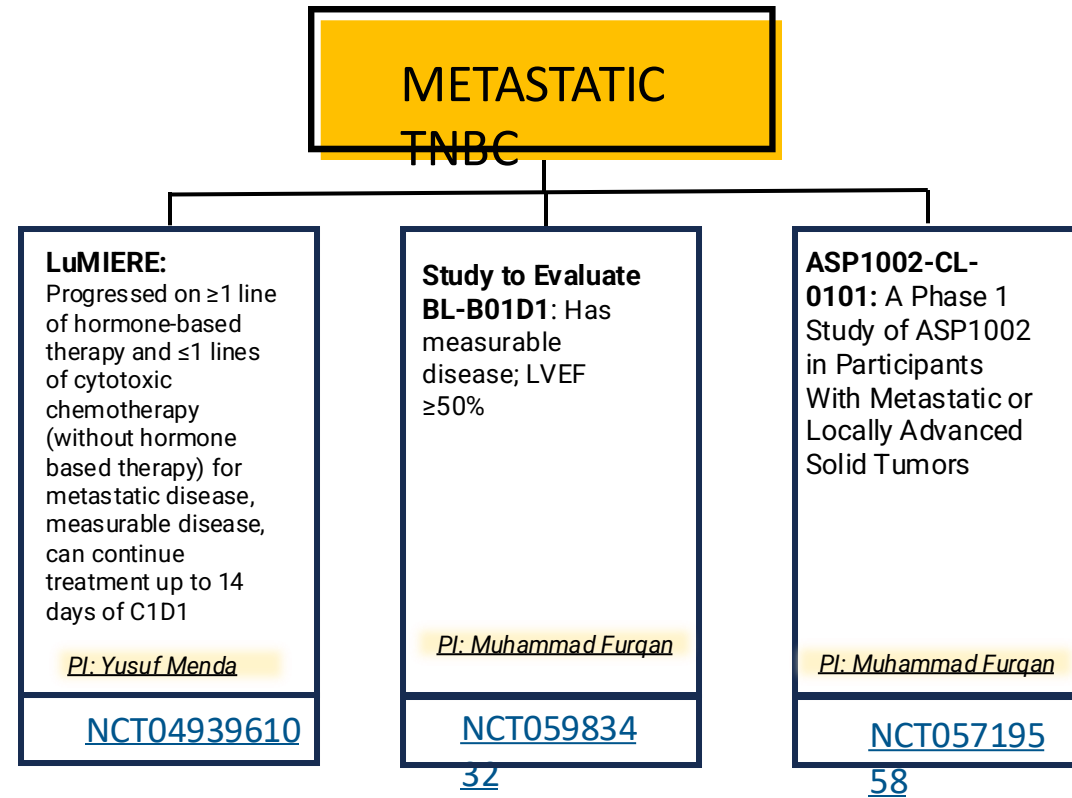 METASTATIC
TNBC
LuMIERE:
Progressed on ≥1 line
of hormone-based
therapy and ≤1 lines
of cytotoxic
chemotherapy
(without hormone
based therapy) for
metastatic disease,
measurable disease,
can continue
treatment up to 14
days of C1D1
PI: Yusuf Menda
NCT04939610
Study to Evaluate
BL-B01D1: Has
measurable
disease; LVEF
≥50%
PI: Muhammad Furqan
NCT059834
32
ASP1002-CL-
0101: A Phase 1
Study of ASP1002
in Participants
With Metastatic or
Locally Advanced
Solid Tumors
PI: Muhammad Furqan
NCT057195
58